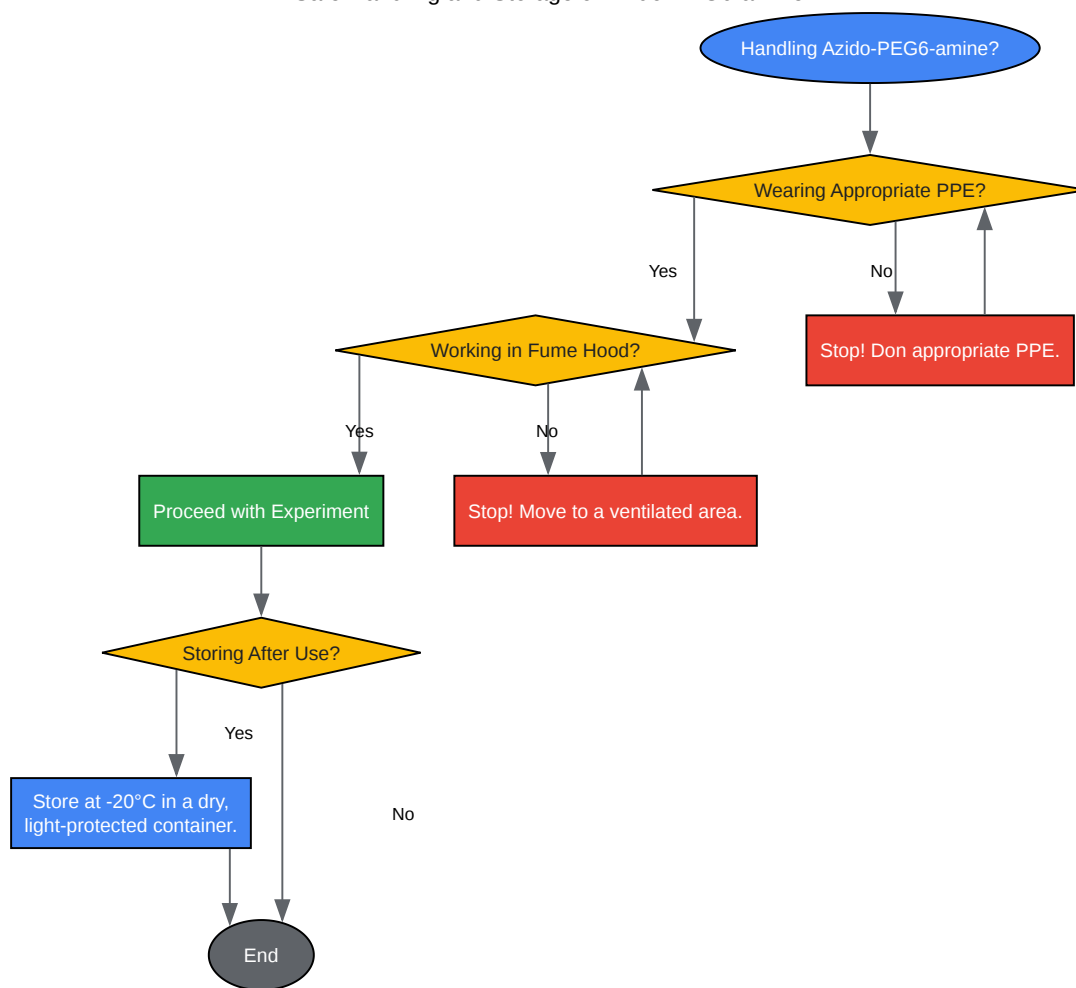 Handling Azido-PEG6-amine?
Wearing Appropriate PPE?
Yes
No
Stop! Don appropriate PPE.
Working in Fume Hood?
Yes
No
Proceed with Experiment
Stop! Move to a ventilated area.
Storing After Use?
Yes
Store at -20°C in a dry,
light-protected container.
No
End